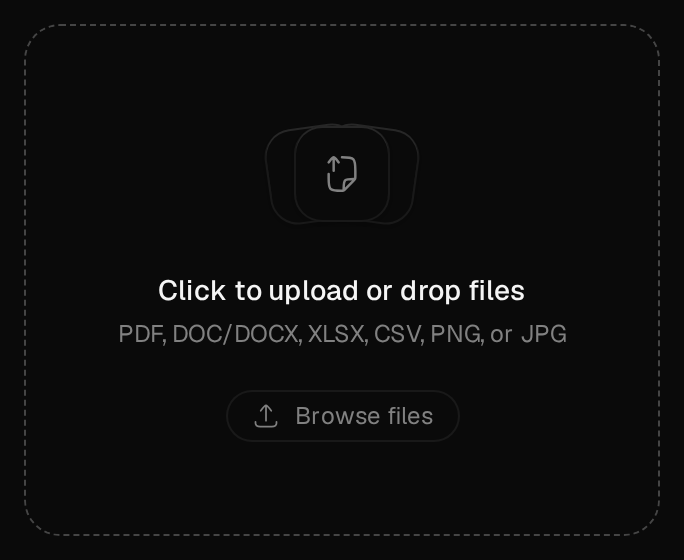 Click to upload or drop files
PDF, DOC/DOCX, XLSX, CSV, PNG, or JPG
Browse files